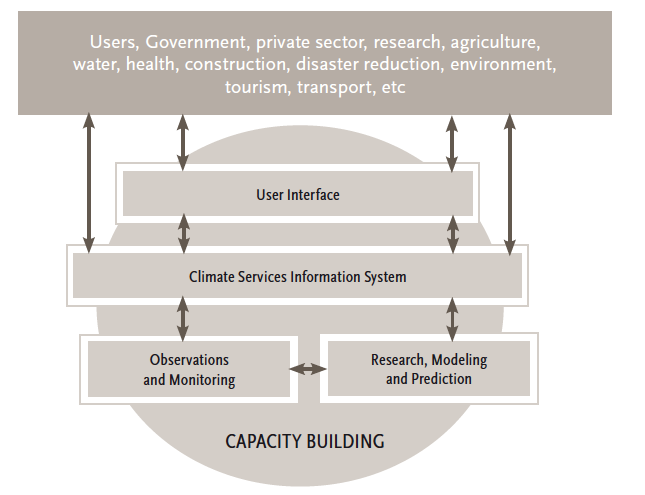 Users, Government, private sector, research, agriculture,
water, health, construction, disaster reduction, environment,
tourism, transport, etc
User Interface
Climate Services Information System
Observations
and Monitoring
Research, Modeling
and Prediction
CAPACITY BUILDING